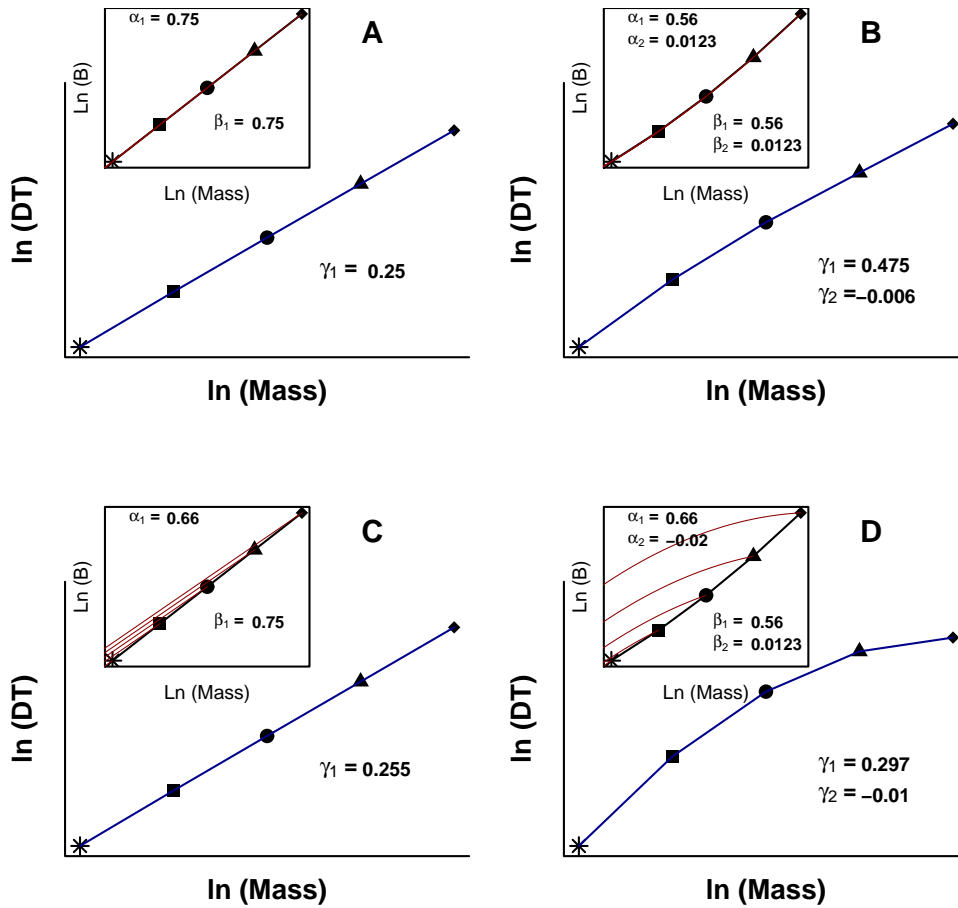 α1 = 0.75
A
Ln (B)
β1 = 0.75
Ln (Mass)
ln (DT)
γ1 = 0.25
ln (Mass)
α1 = 0.56
α2 = 0.0123
B
Ln (B)
β1 = 0.56
β2 = 0.0123
Ln (Mass)
ln (DT)
γ1 = 0.475
γ2 =−0.006
ln (Mass)
α1 = 0.66
C
Ln (B)
β1 = 0.75
Ln (Mass)
ln (DT)
γ1 = 0.255
ln (Mass)
α1 = 0.66
α2 = −0.02
D
Ln (B)
β1 = 0.56
β2 = 0.0123
Ln (Mass)
ln (DT)
γ1 = 0.297
γ2 = −0.01
ln (Mass)